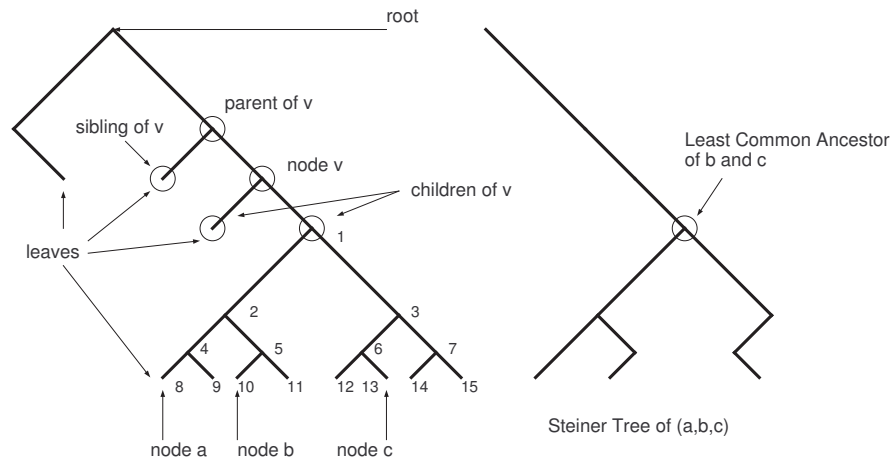 root
parent of v
sibling of v
Least Common Ancestor
of b and c
node v
children of v
1
leaves
2
3
4
5
6
7
8
9
10
11
12
13
14
15
node a
node b
node c
Steiner Tree of (a,b,c)